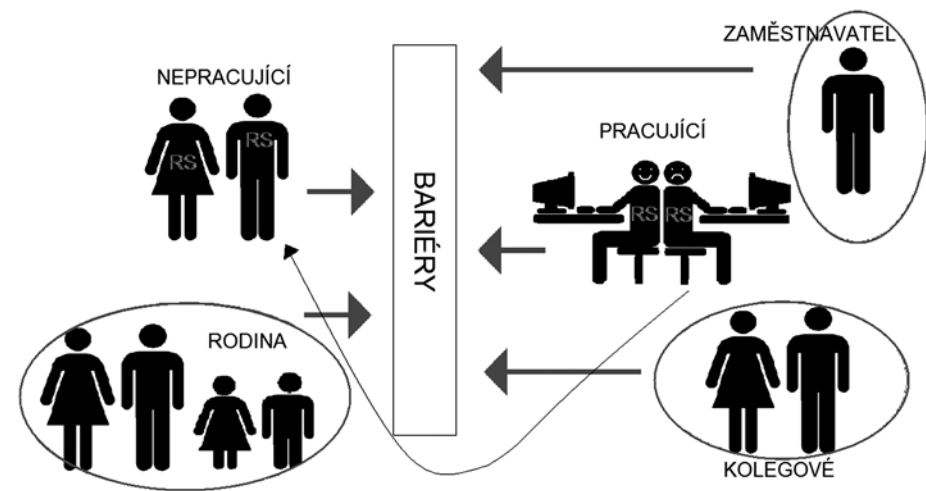 ZAMĚSTNAVATEL
NEPRACUJÍCÍ
RS
RS
PRACUJÍCÍ
RS RS
BARIÉRY
RODINA
KOLEGOVÉ